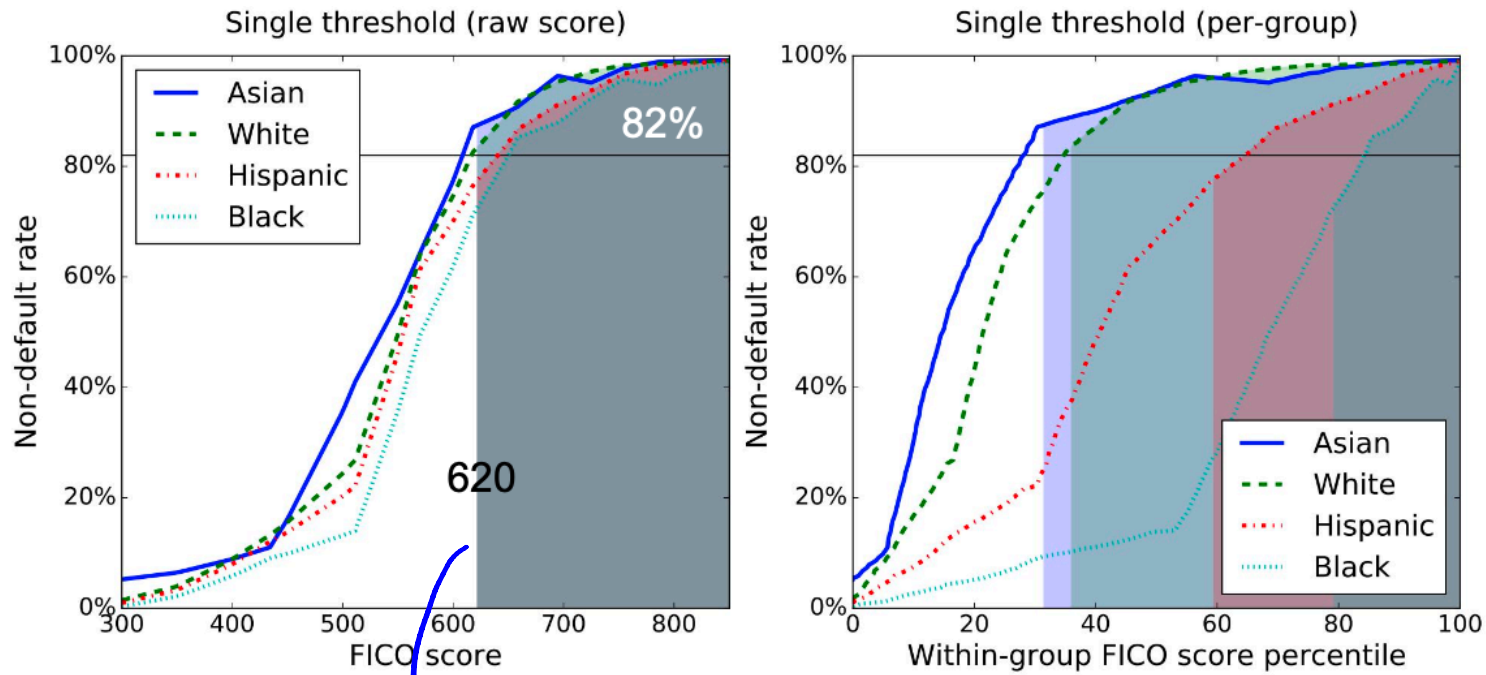 Single threshold (raw score)
Non-default rate
100%
80%
60%
40%
20%
0%
Asian
White
Hispanic
Black
82%
620
300
400
500
600
700
800
FICO score
Single threshold (per-group)
Non-default rate
100%
80%
60%
40%
20%
0%
Asian
White
Hispanic
Black
0
20
40
60
80
100
Within-group FICO score percentile